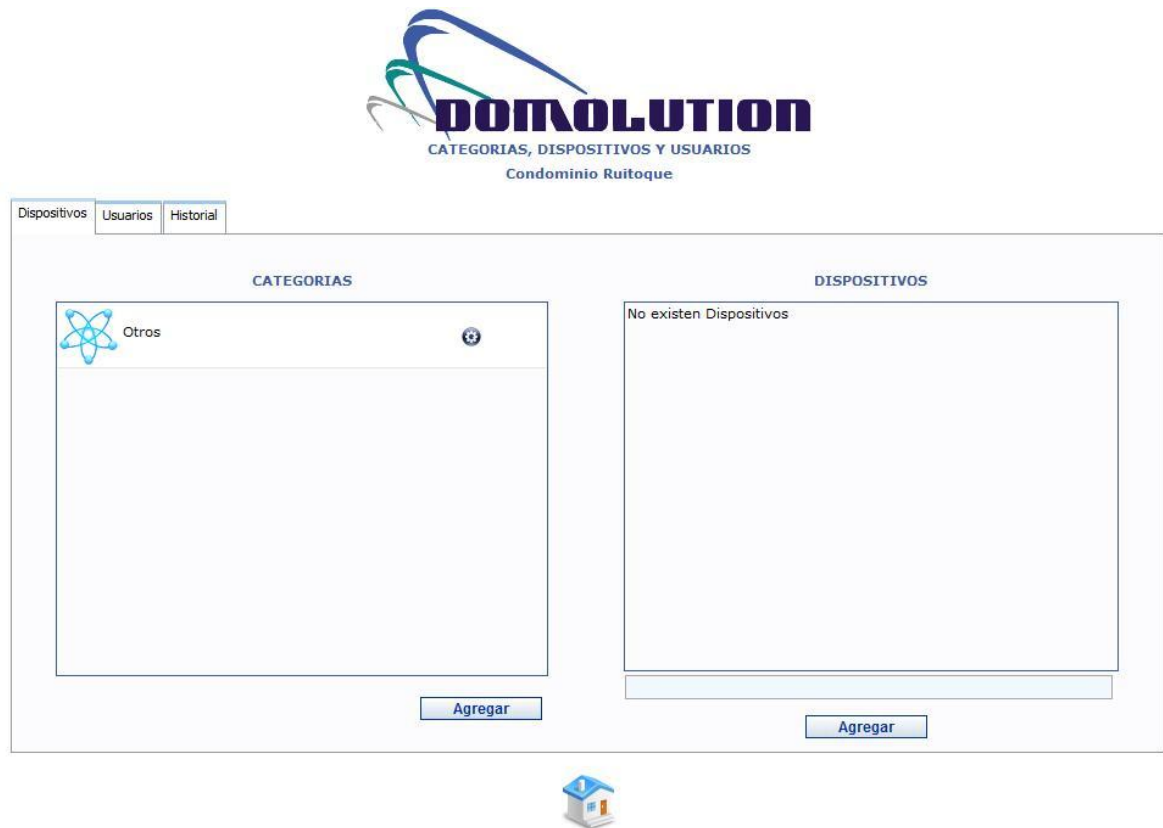 DOMOLUTION
CATEGORIAS, DISPOSITIVOS Y USUARIOS
Condominio Ruitoque
Dispositivos
Usuarios
Historial
CATEGORIAS
Otros
Agregar
DISPOSITIVOS
No existen Dispositivos
Agregar